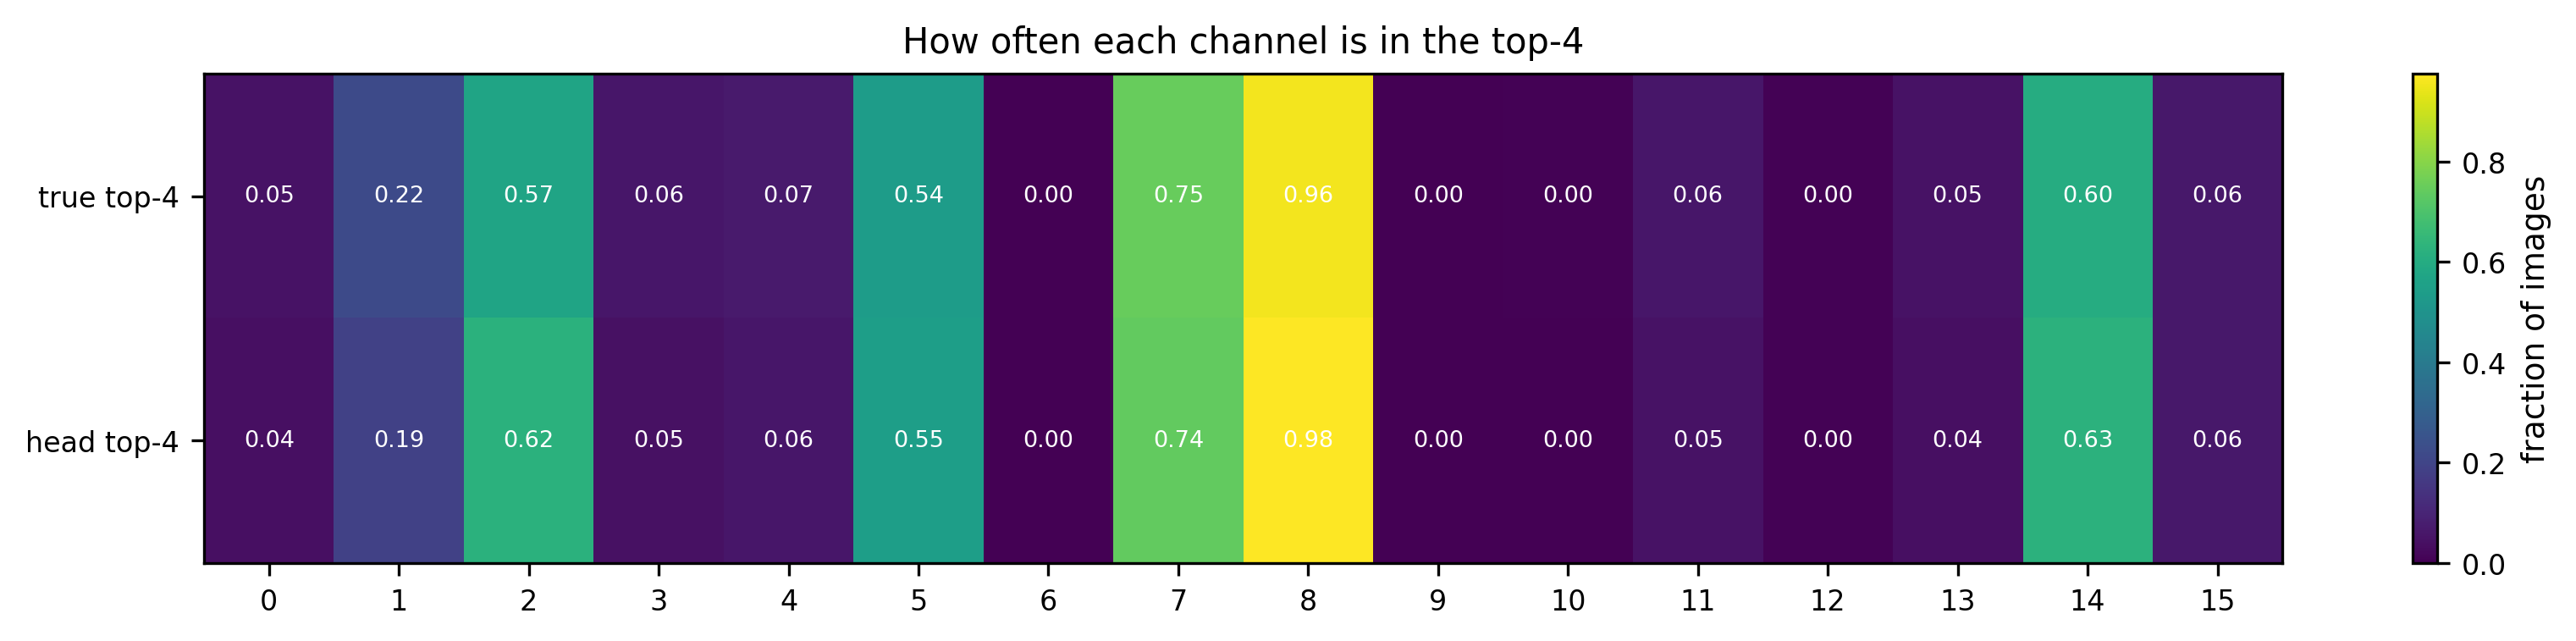 How often each channel is in the top-4
true top-4 0.05 0.22 0.57 0.06 0.07 0.54 0.00 0.75 0.96 0.00 0.00 0.06 0.00 0.05 0.60 0.06
head top-4 0.04 0.19 0.62 0.05 0.06 0.55 0.00 0.74 0.98 0.00 0.00 0.05 0.00 0.04 0.63 0.06
0 1 2 3 4 5 6 7 8 9 10 11 12 13 14 15
0.8
0.6
0.4
0.2
0.0
fraction of images